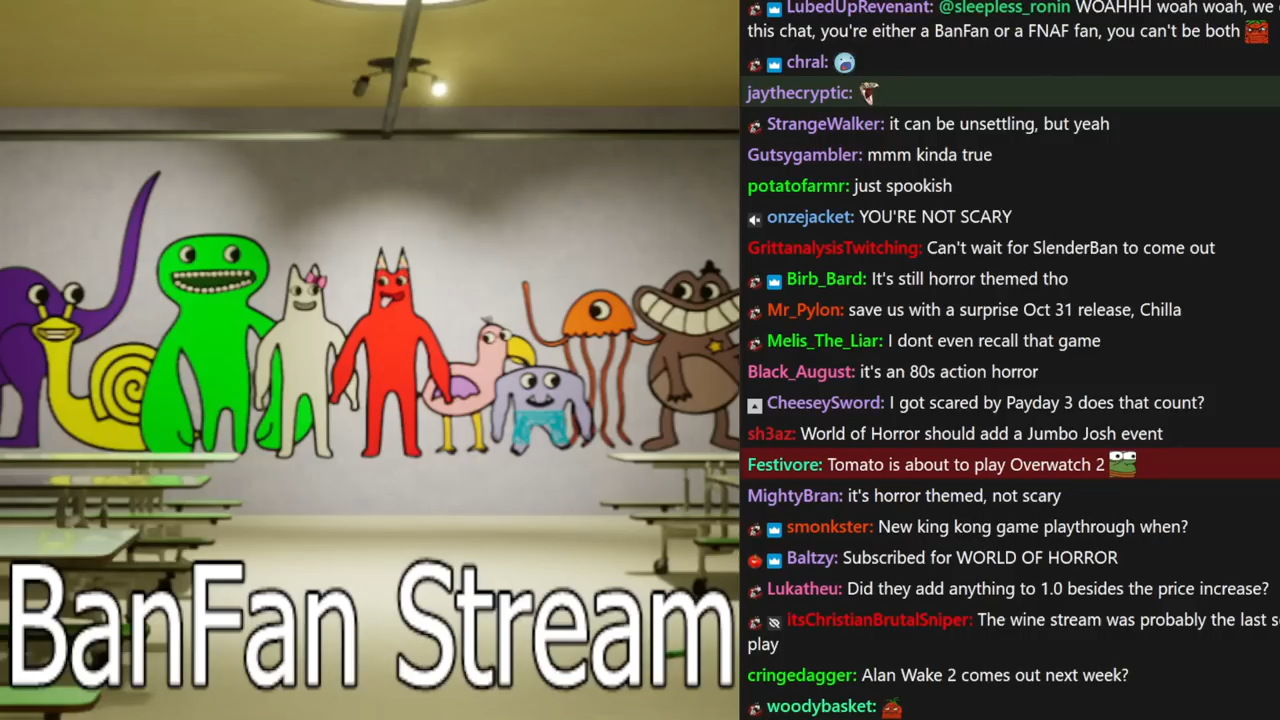 LubedUpRevenant: @sleepless_ronin WOAHHH woah woah, we
this chat, you're either a BanFan or a FNAF fan, you can't be both
chral:
jaythecryptic:
StrangeWalker: it can be unsettling, but yeah
Gutsygambler: mmm kinda true
potatofarmr: just spookish
onzejacket: YOU'RE NOT SCARY
GrittanalysisTwitching: Can't wait for SlenderBan to come out
Birb_Bard: It's still horror themed tho
Mr_Pylon: save us with a surprise Oct 31 release, Chilla
Melis_The_Liar: I dont even recall that game
Black_August: it's an 80s action horror
CheeseySword: I got scared by Payday 3 does that count?
sh3az: World of Horror should add a Jumbo Josh event
Festivore: Tomato is about to play Overwatch 2
MightyBran: it's horror themed, not scary
smonkster: New king kong game playthrough when?
Baltzy: Subscribed for WORLD OF HORROR
Lukatheu: Did they add anything to 1.0 besides the price increase?
itsChristianBrutalSniper: The wine stream was probably the last
play
cringedagger: Alan Wake 2 comes out next week?
woodybasket:
BanFan Stream